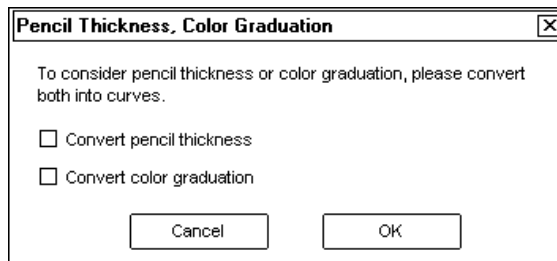 Pencil Thickness, Color Graduation
To consider pencil thickness or color graduation, please convert
both into curves.
Convert pencil thickness
Convert color graduation
Cancel OK